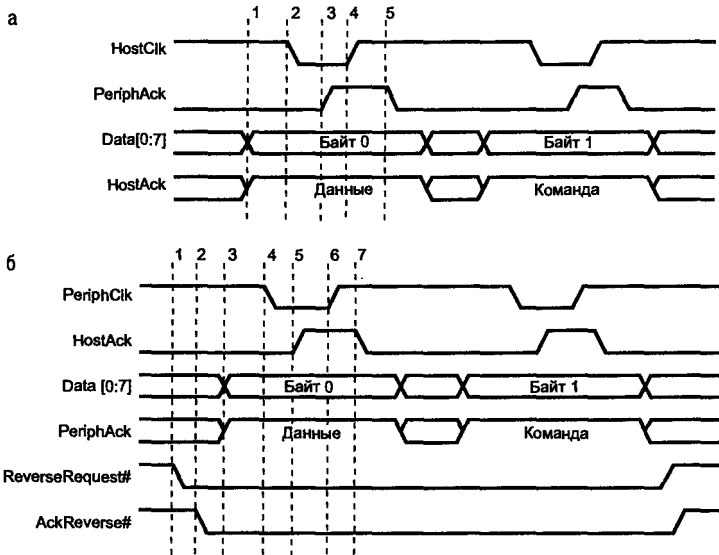 а
1 2 3 4 5
HostClk
PeriphAck
Data[0:7] Байт 0 Байт 1
HostAck Данные Команда
б
1 2 3 4 5 6 7
PeriphClk
HostAck
Data [0:7] Байт 0 Байт 1
PeriphAck Данные Команда
ReverseRequest#
AckReverse#